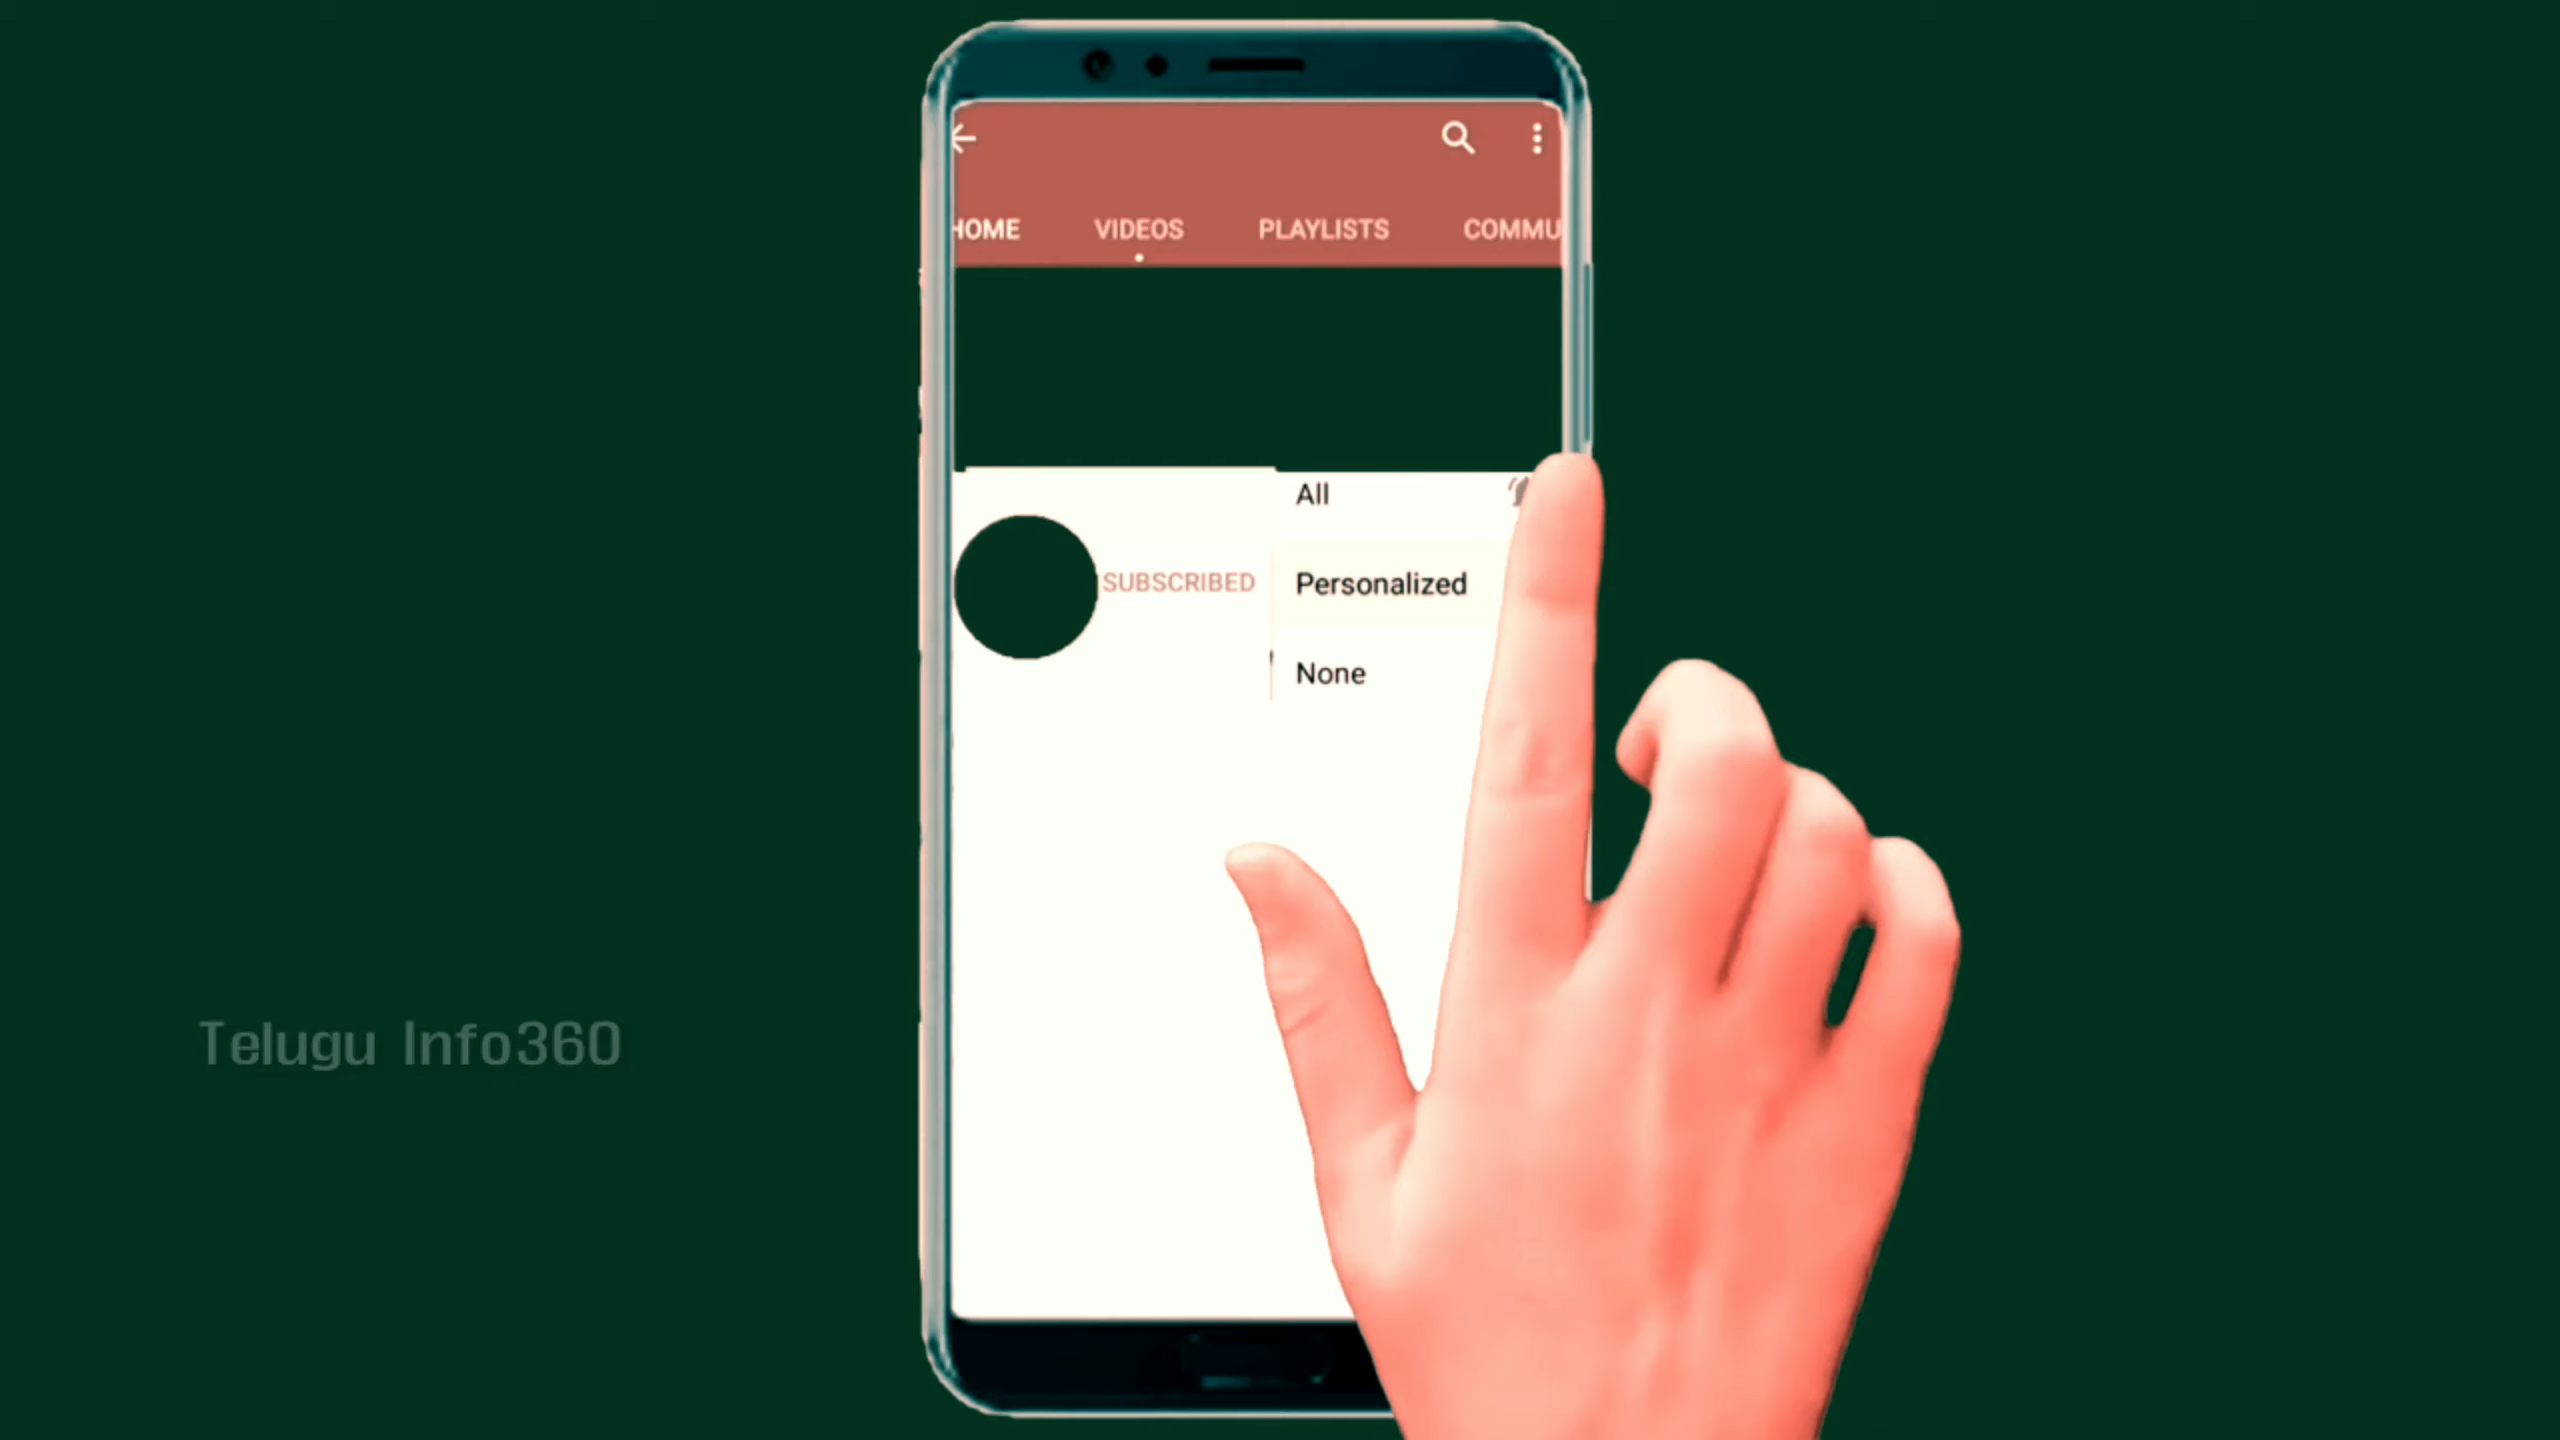 HOME VIDEOS PLAYLISTS COMMU
All
SUBSCRIBED
Personalized
None
Telugu Info360